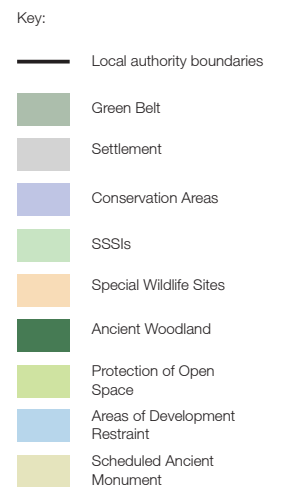 Key:
Local authority boundaries
Green Belt
Settlement
Conservation Areas
SSSIs
Special Wildlife Sites
Ancient Woodland
Protection of Open
Space
Areas of Development
Restraint
Scheduled Ancient
Monument